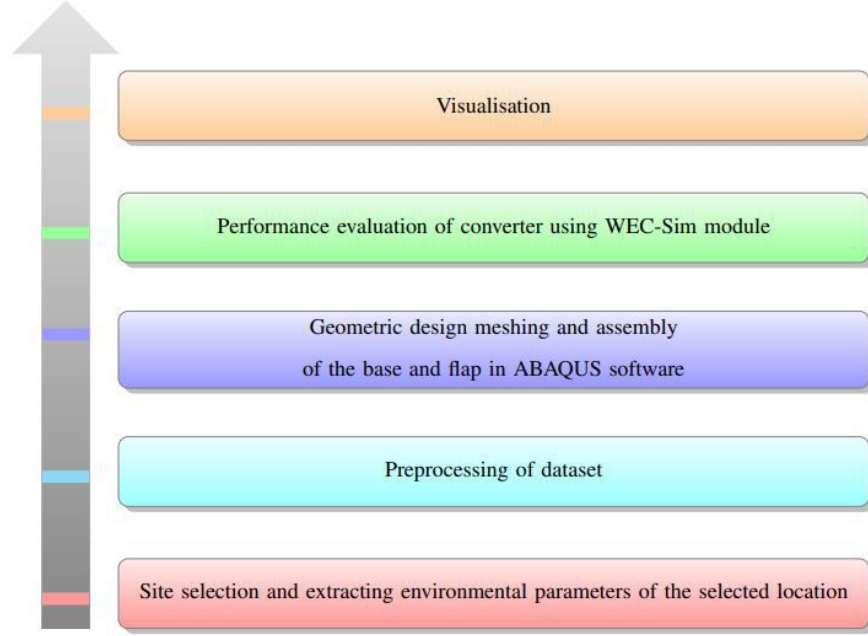 Visualisation
Performance evaluation of converter using WEC-Sim module
Geometric design meshing and assembly
of the base and flap in ABAQUS software
Preprocessing of dataset
Site selection and extracting environmental parameters of the selected location